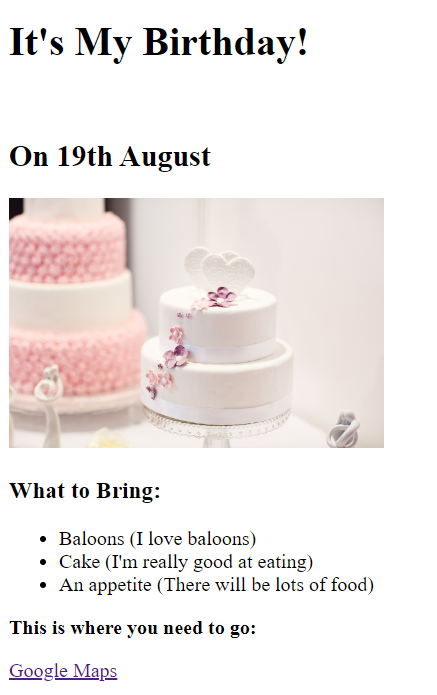 It's My Birthday!
On 19th August
What to Bring:
Baloons (I love baloons)
Cake (I'm really good at eating)
An appetite (There will be lots of food)
This is where you need to go:
Google Maps